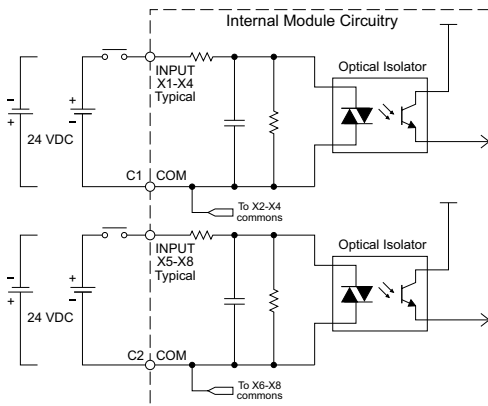 Internal Module Circuitry
INPUT
X1-X4
Typical
Optical Isolator
-
+
+
-
24 VDC
C1
COM
To X2-X4
commons
INPUT
X5-X8
Typical
Optical Isolator
-
+
+
-
24 VDC
C2
COM
To X6-X8
commons